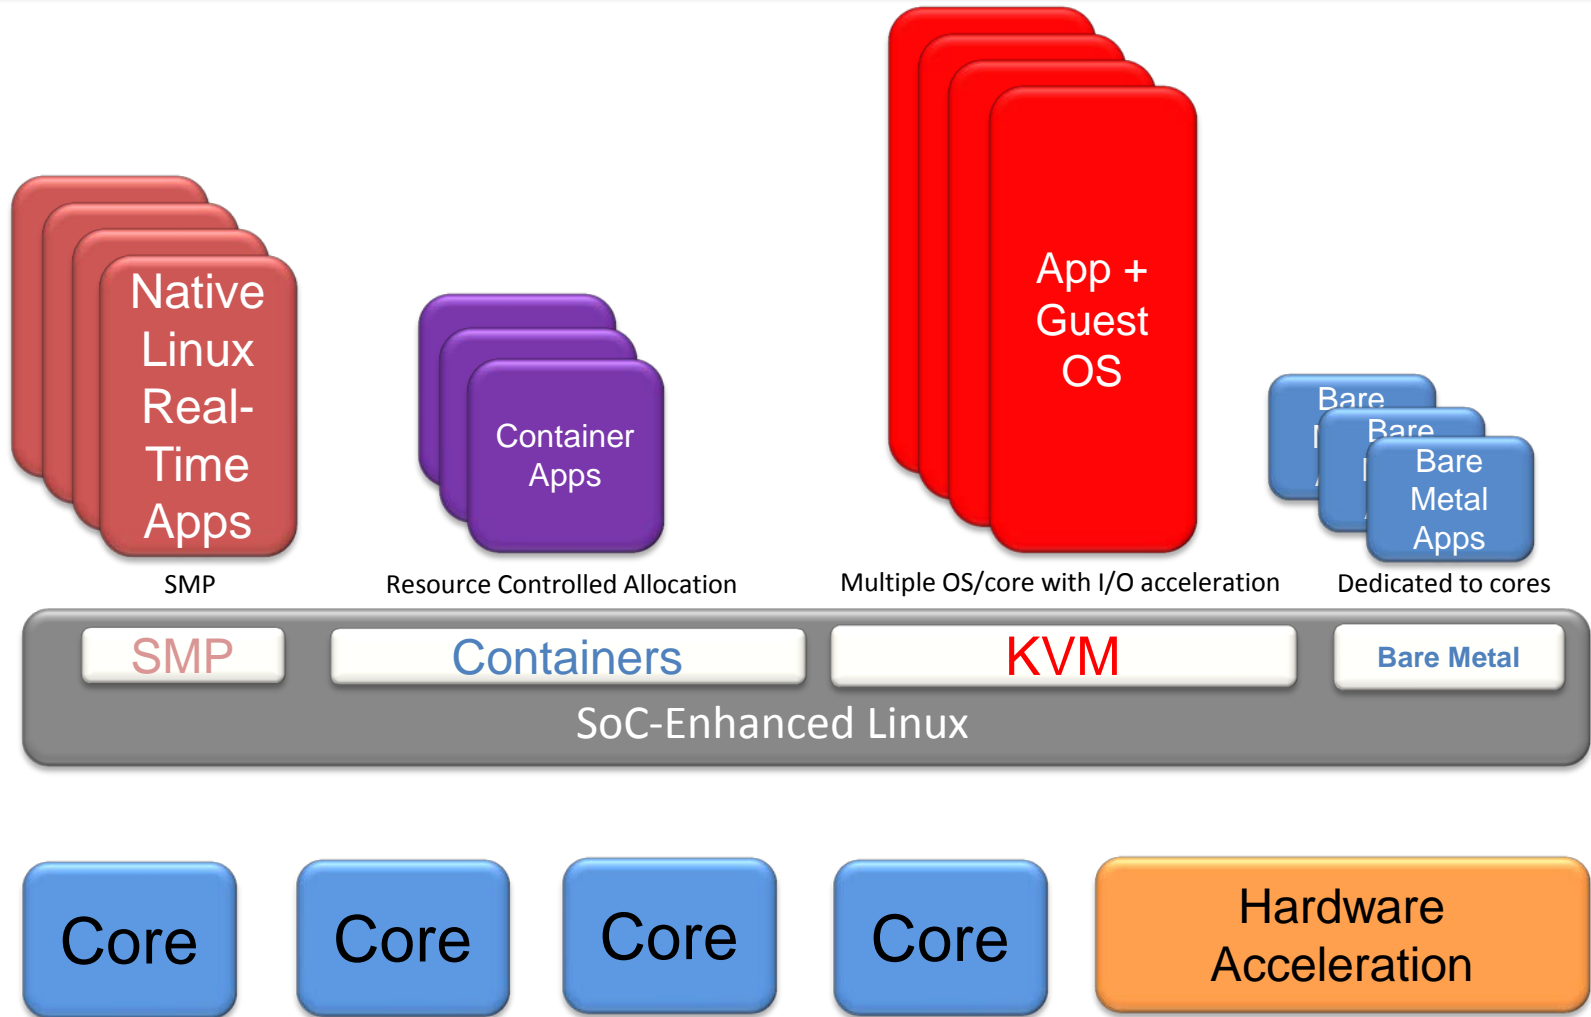 Native
Linux
Real-
Time
Apps
Container
Apps
App +
Guest
OS
Bare
Bare
Bare
Metal
Apps
SMP
Resource Controlled Allocation
Multiple OS/core with I/O acceleration
Dedicated to cores
SMP
Containers
KVM
Bare Metal
SoC-Enhanced Linux
Core
Core
Core
Core
Hardware
Acceleration